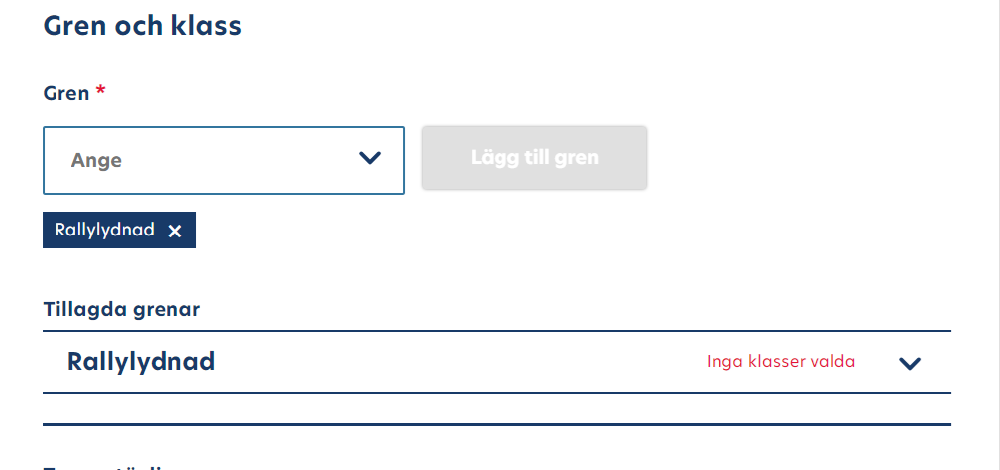 Gren och klass
Gren *
Ange
Lägg till gren
Rallylydnad ×
Tillagda grenar
Rallylydnad
Inga klasser valda